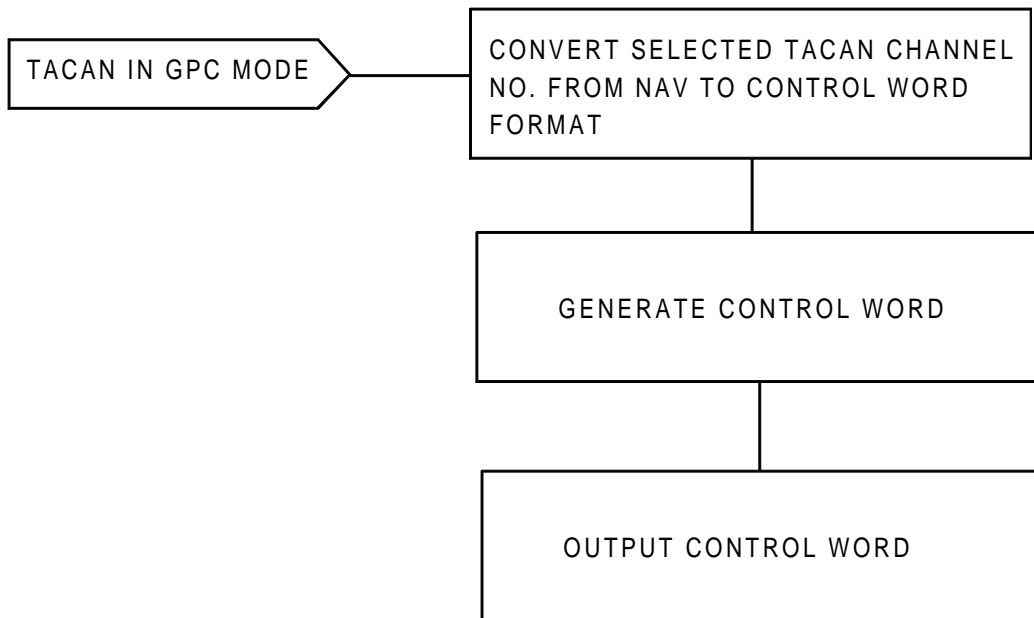 TACAN IN GPC MODE
CONVERT SELECTED TACAN CHANNEL
NO. FROM NAV TO CONTROL WORD
FORMAT
GENERATE CONTROL WORD
OUTPUT CONTROL WORD